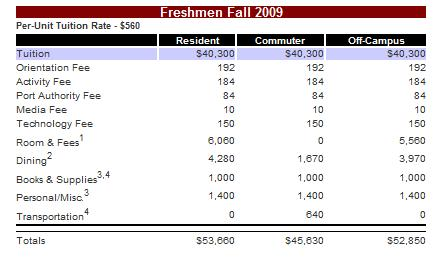 Freshmen Fall 2009
Per-Unit Tuition Rate - $560
Resident Commuter Off-Campus
Tuition $40,300 $40,300 $40,300
Orientation Fee 192 192 192
Activity Fee 184 184 184
Port Authority Fee 84 84 84
Media Fee 10 10 10
Technology Fee 150 150 150
Room & Fees1 6,060 0 5,560
Dining2 4,280 1,670 3,970
Books & Supplies3,4 1,000 1,000 1,000
Personal/Misc.3 1,400 1,400 1,400
Transportation4 0 640 0
Totals $53,660 $45,630 $52,850